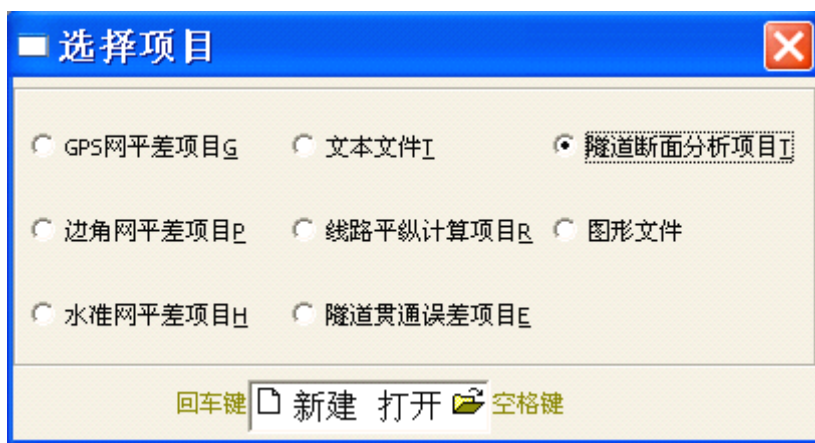 选择项目
GPS网平差项目G 文本文件T 隧道断面分析项目T
边角网平差项目P 线路平纵计算项目R 图形文件
水准网平差项目H 隧道贯通误差项目E
回车键 新建 打开 空格键